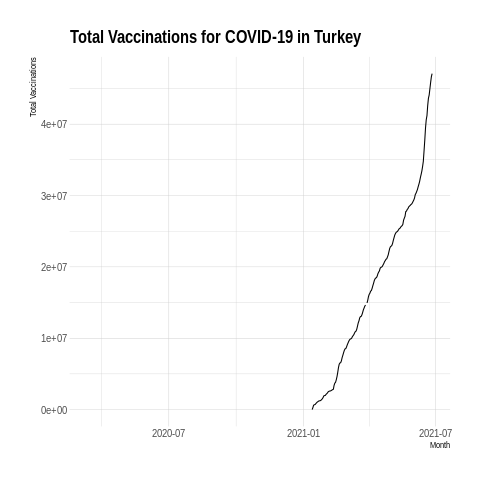 Total Vaccinations for COVID-19 in Turkey
Total Vaccinations
4e+07
3e+07
2e+07
1e+07
0e+00
2020-07 2021-01 2021-07
Month